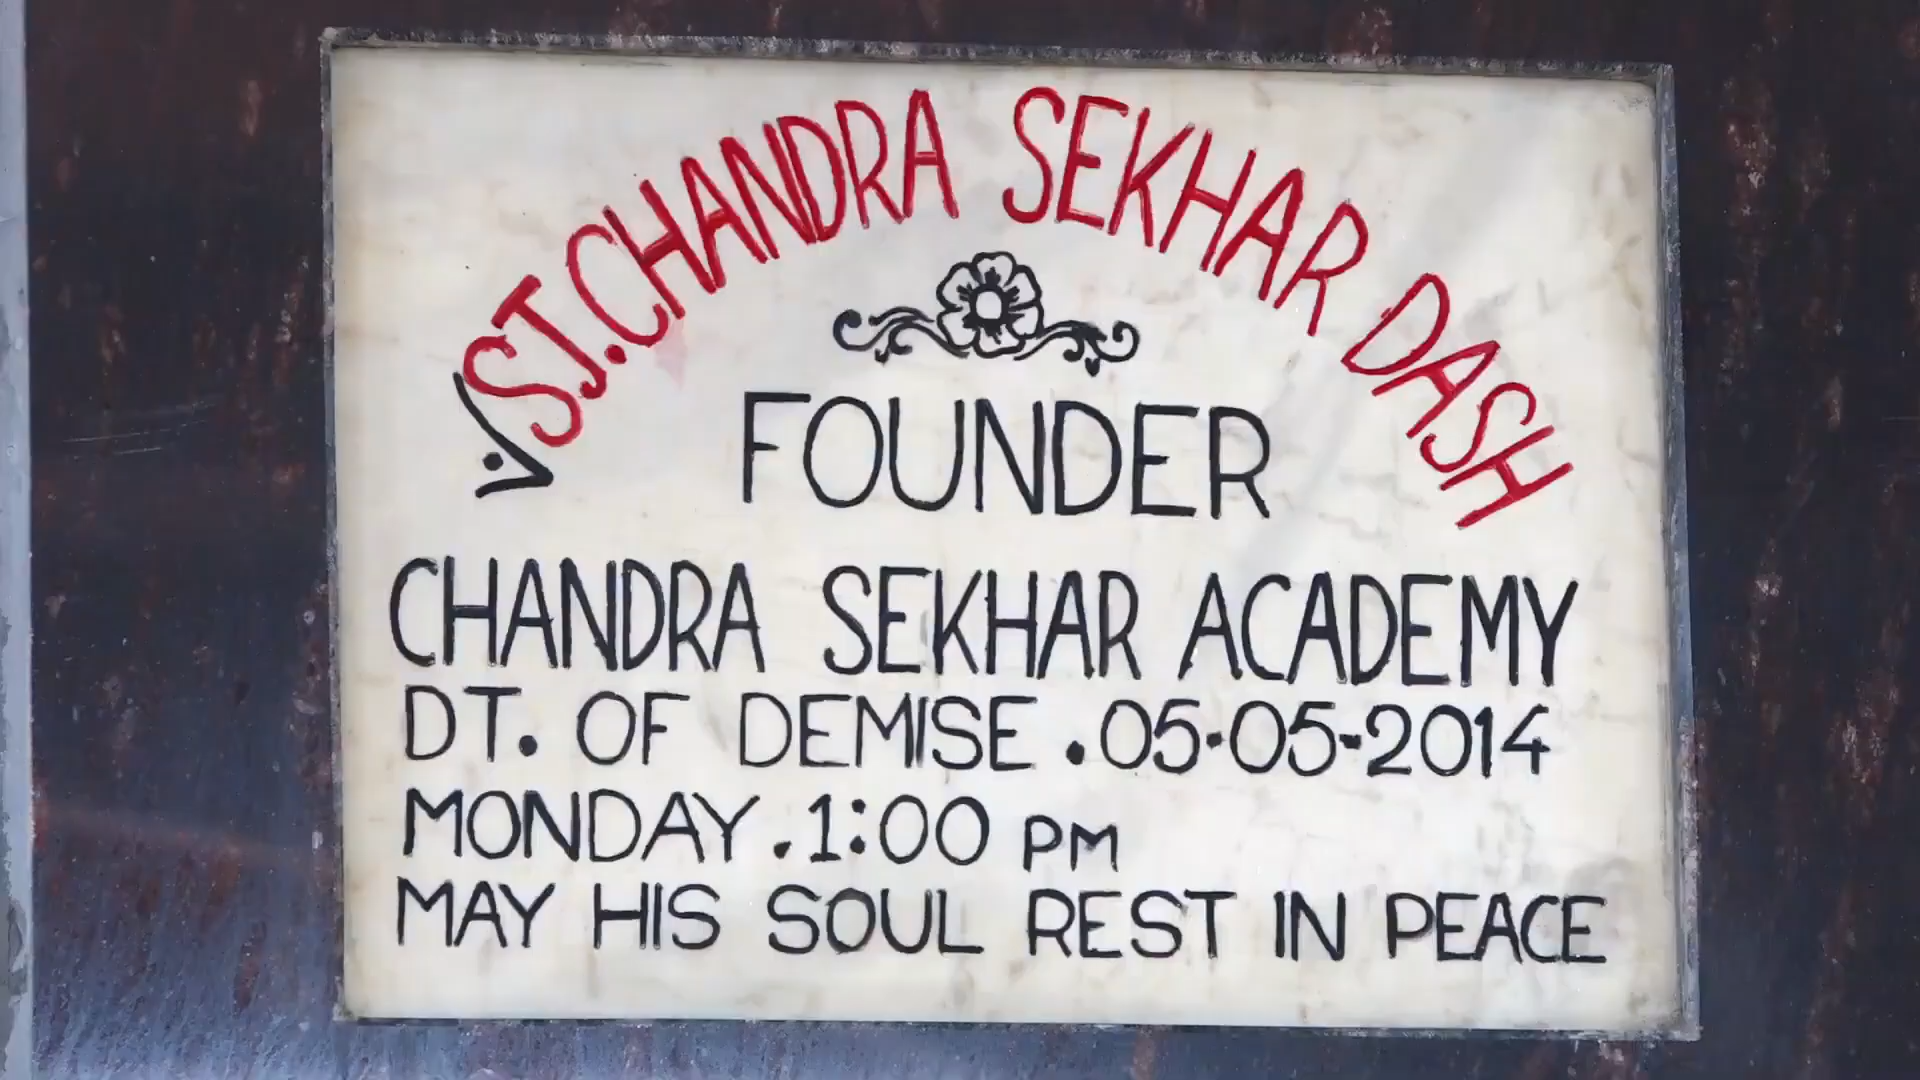 SJ. CHANDRA SEKHAR DASH
FOUNDER
CHANDRA SEKHAR ACADEMY
DT. OF DEMISE . 05-05-2014
MONDAY . 1:00 PM
MAY HIS SOUL REST IN PEACE